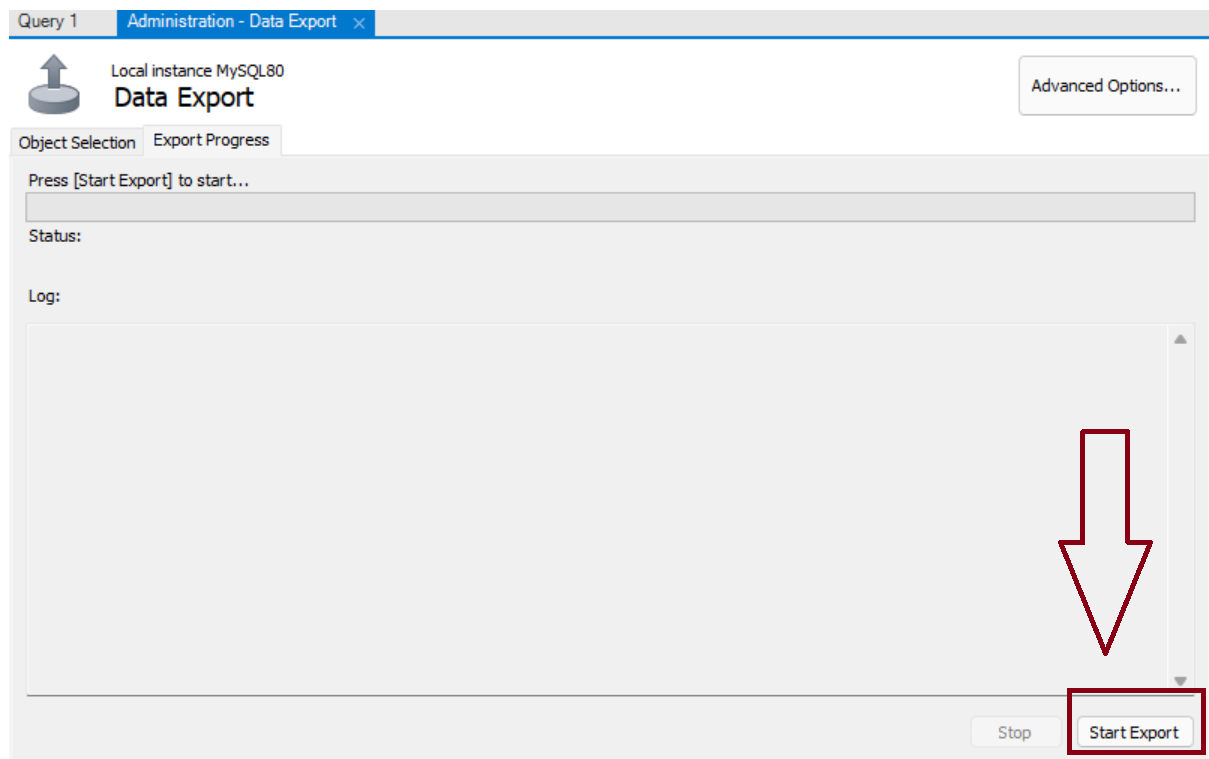 Query 1
Administration - Data Export
Local instance MySQL80
Data Export
Advanced Options...
Object Selection
Export Progress
Press [Start Export] to start...
Status:
Log:
Stop
Start Export